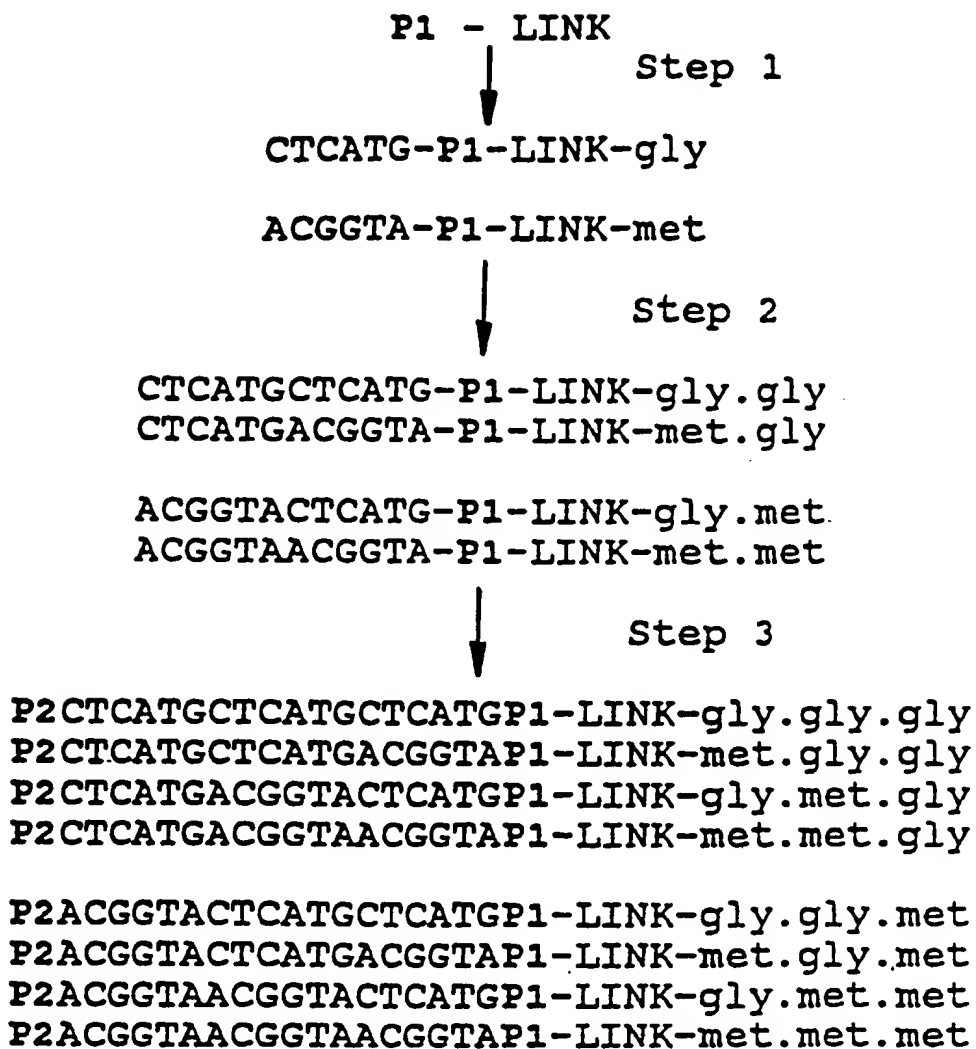 P1 - LINK
Step 1
CTCATG-P1-LINK-gly
ACGGTA-P1-LINK-met
Step 2
CTCATGCTCATG-P1-LINK-gly.gly
CTCATGACGGTA-P1-LINK-met.gly
ACGGTACTCATG-P1-LINK-gly.met
ACGGTAACGGTA-P1-LINK-met.met
Step 3
P2CTCATGCTCATGCTCATGP1-LINK-gly.gly.gly
P2CTCATGCTCATGACGGTAP1-LINK-met.gly.gly
P2CTCATGACGGTACTCATGP1-LINK-gly.met.gly
P2CTCATGACGGTAACGGTAP1-LINK-met.met.gly
P2ACGGTACTCATGCTCATGP1-LINK-gly.gly.met
P2ACGGTACTCATGACGGTAP1-LINK-met.gly.met
P2ACGGTAACGGTACTCATGP1-LINK-gly.met.met
P2ACGGTAACGGTAACGGTAP1-LINK-met.met.met